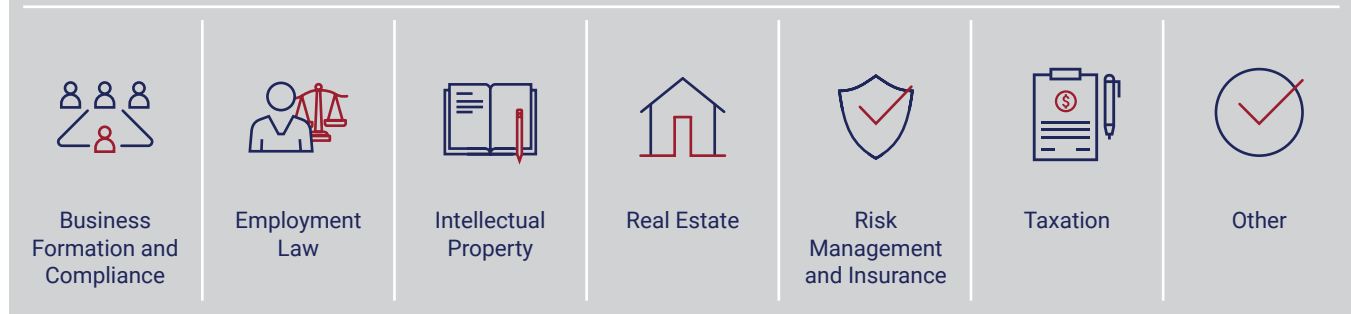 Business
Formation and
Compliance
Employment
Law
Intellectual
Property
Real Estate
Risk
Management
and Insurance
$
Taxation
Other